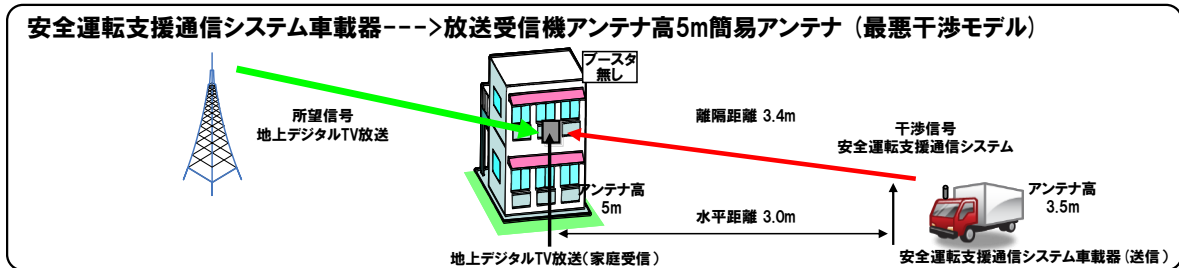 安全運転支援通信システム車載器--->放送受信機アンテナ高5m簡易アンテナ (最悪干渉モデル)
ブースタ
無し
所望信号
地上デジタルTV放送
離隔距離 3.4m
干渉信号
安全運転支援通信システム
アンテナ高
5m
アンテナ高
3.5m
水平距離 3.0m
地上デジタルTV放送(家庭受信)
安全運転支援通信システム車載器(送信)